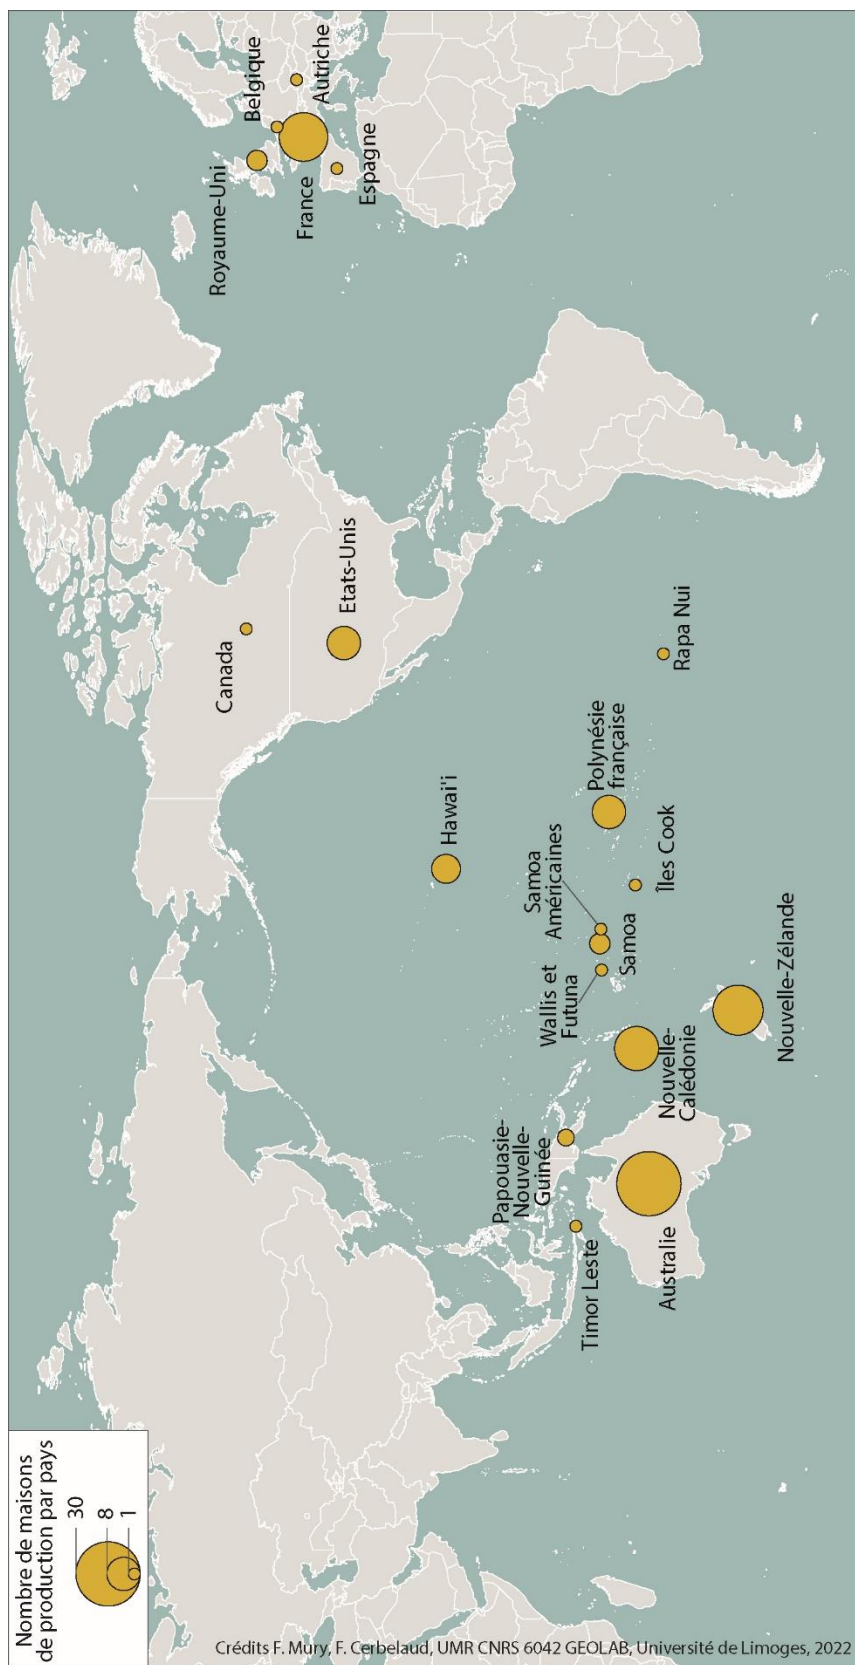 Nombre de maisons
de production par pays
30
8
1
Canada
Etats-Unis
Royaume-Uni
Belgique
France
Autriche
Espagne
Hawai'i
Papouasie-
Nouvelle-
Guinée
Timor Leste
Australie
Nouvelle-
Calédonie
Nouvelle-Zélande
Wallis et
Futuna
Samoa
Américaines
Samoa
Îles Cook
Polynésie
française
Rapa Nui
Crédits F. Mury, F. Cerbelaud, UMR CNRS 6042 GEOLAB, Université de Limoges, 2022